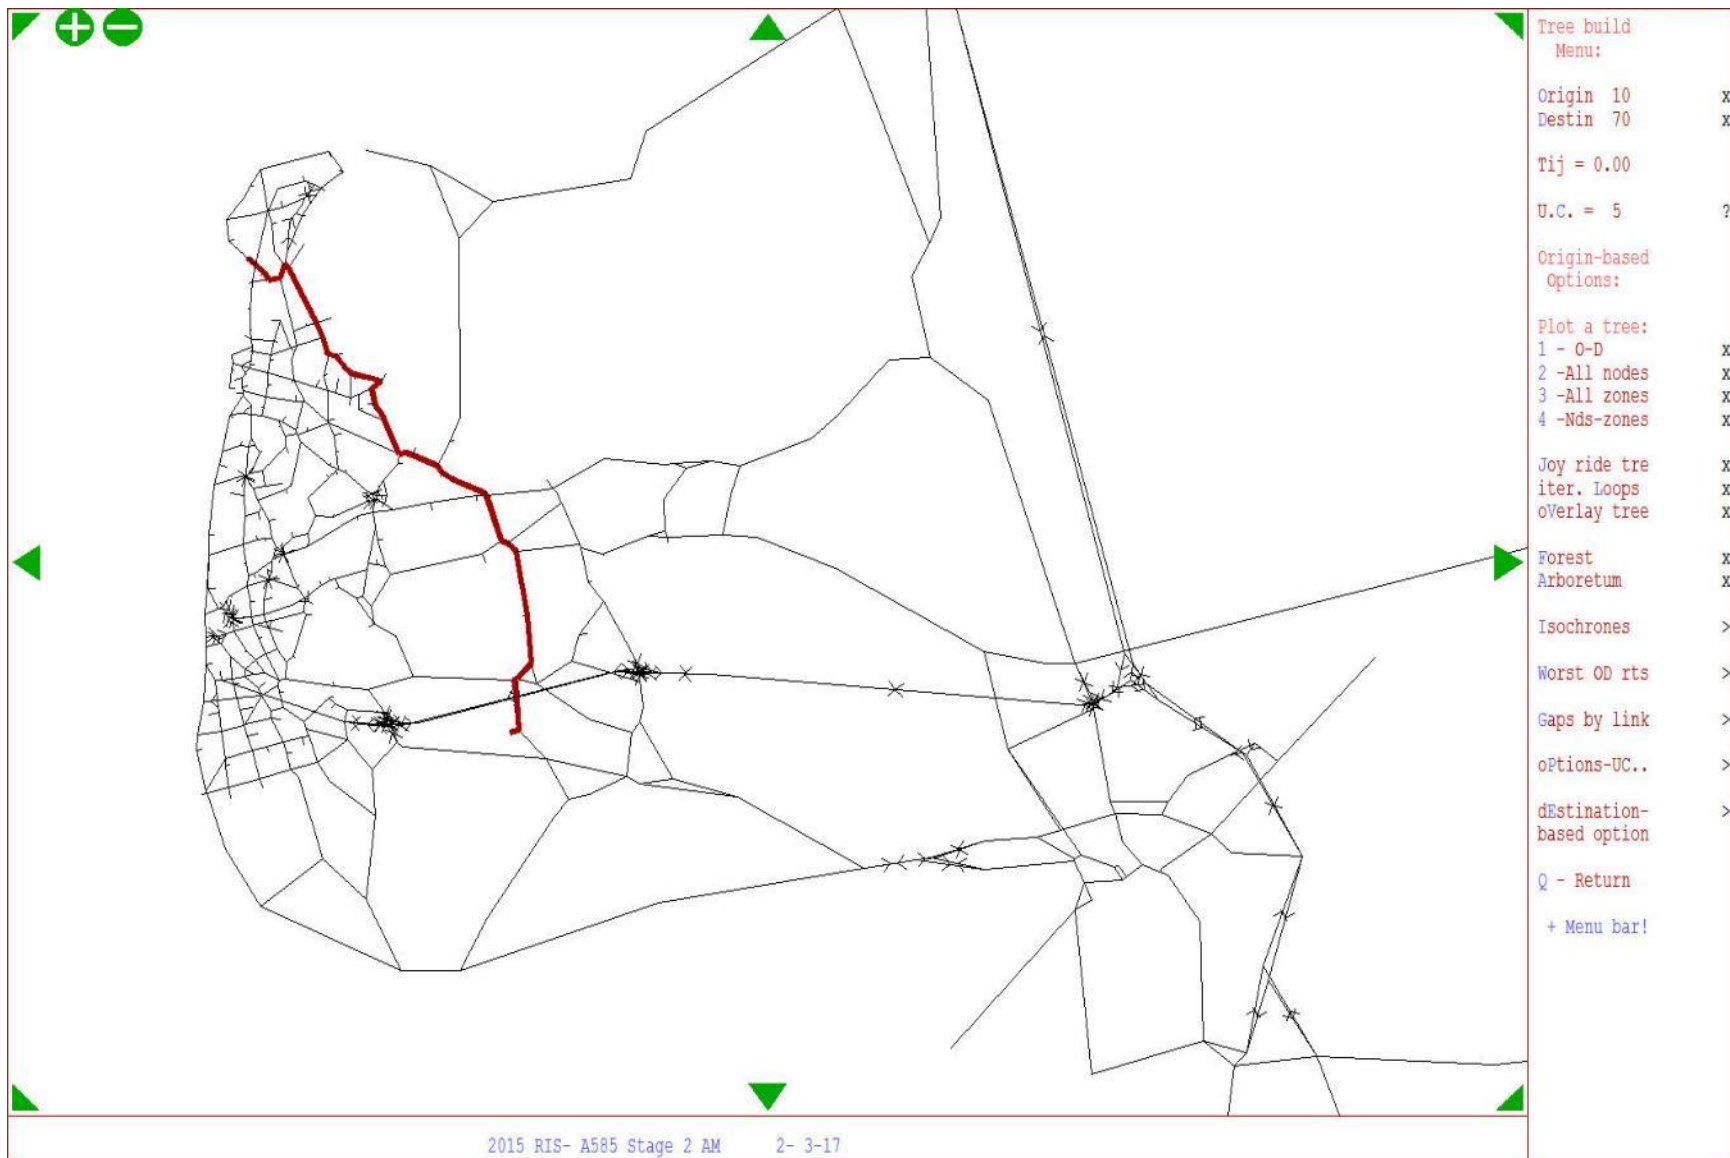 Tree build
Menu:
Origin 10 x
Destin 70 x
Tij = 0.00
U.C. = 5 ?
Origin-based
Options:
Plot a tree:
1 - O-D x
2 -All nodes x
3 -All zones x
4 -Nds-zones x
Joy ride tre x
iter. Loops x
oVerlay tree x
Forest x
Arboretum x
Isochrones >
Worst OD rts >
Gaps by link >
oPtions-UC.. >
dEstination- >
based option
Q - Return
+ Menu bar!
2015 RIS- A585 Stage 2 AM 2- 3-17